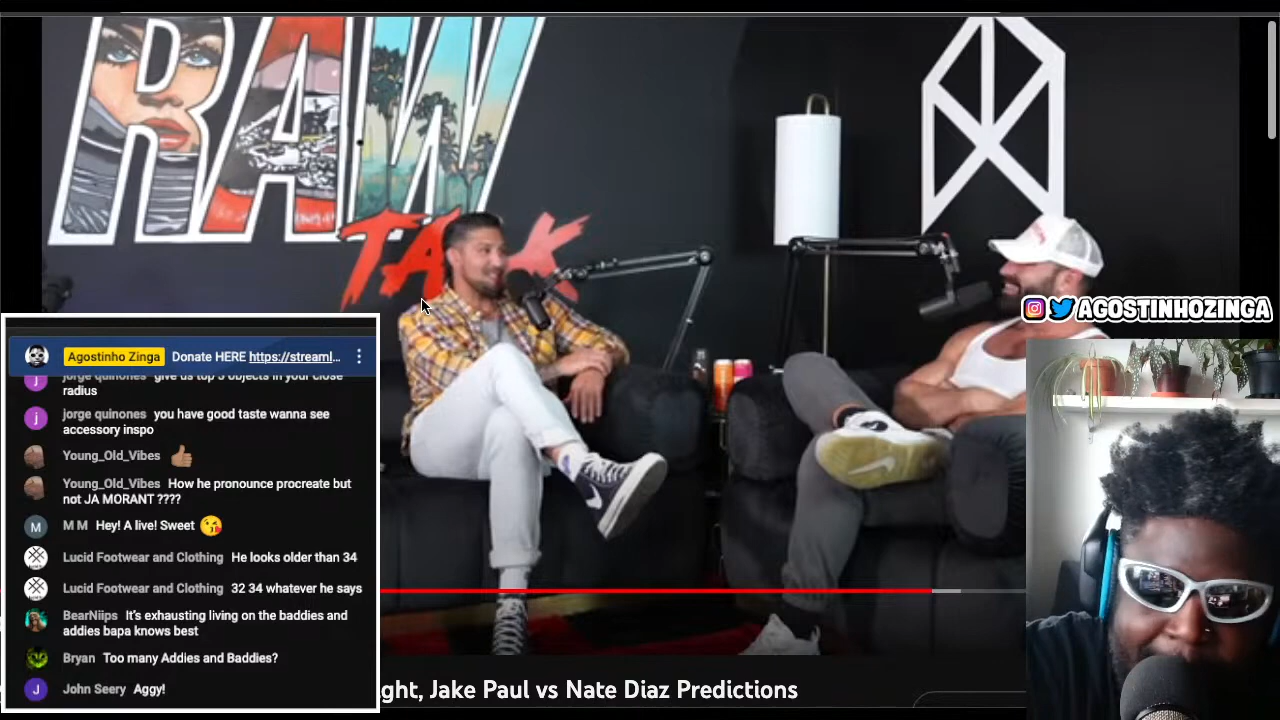 RAW
TALK
AGOSTINHOZINGA
Agostinho Zinga Donate HERE https://streaml...
jorge quinones give us top 3 objects in your close
radius
jorge quinones you have good taste wanna see
accessory inspo
Young_Old_Vibes 👍🏽
Young_Old_Vibes How he pronounce procreate but
not JA MORANT ????
M M Hey! A live! Sweet 😘
Lucid Footwear and Clothing He looks older than 34
Lucid Footwear and Clothing 32 34 whatever he says
BearNiips It's exhausting living on the baddies and
addies bapa knows best
Bryan Too many Addies and Baddies?
John Seery Aggy!
ght, Jake Paul vs Nate Diaz Predictions